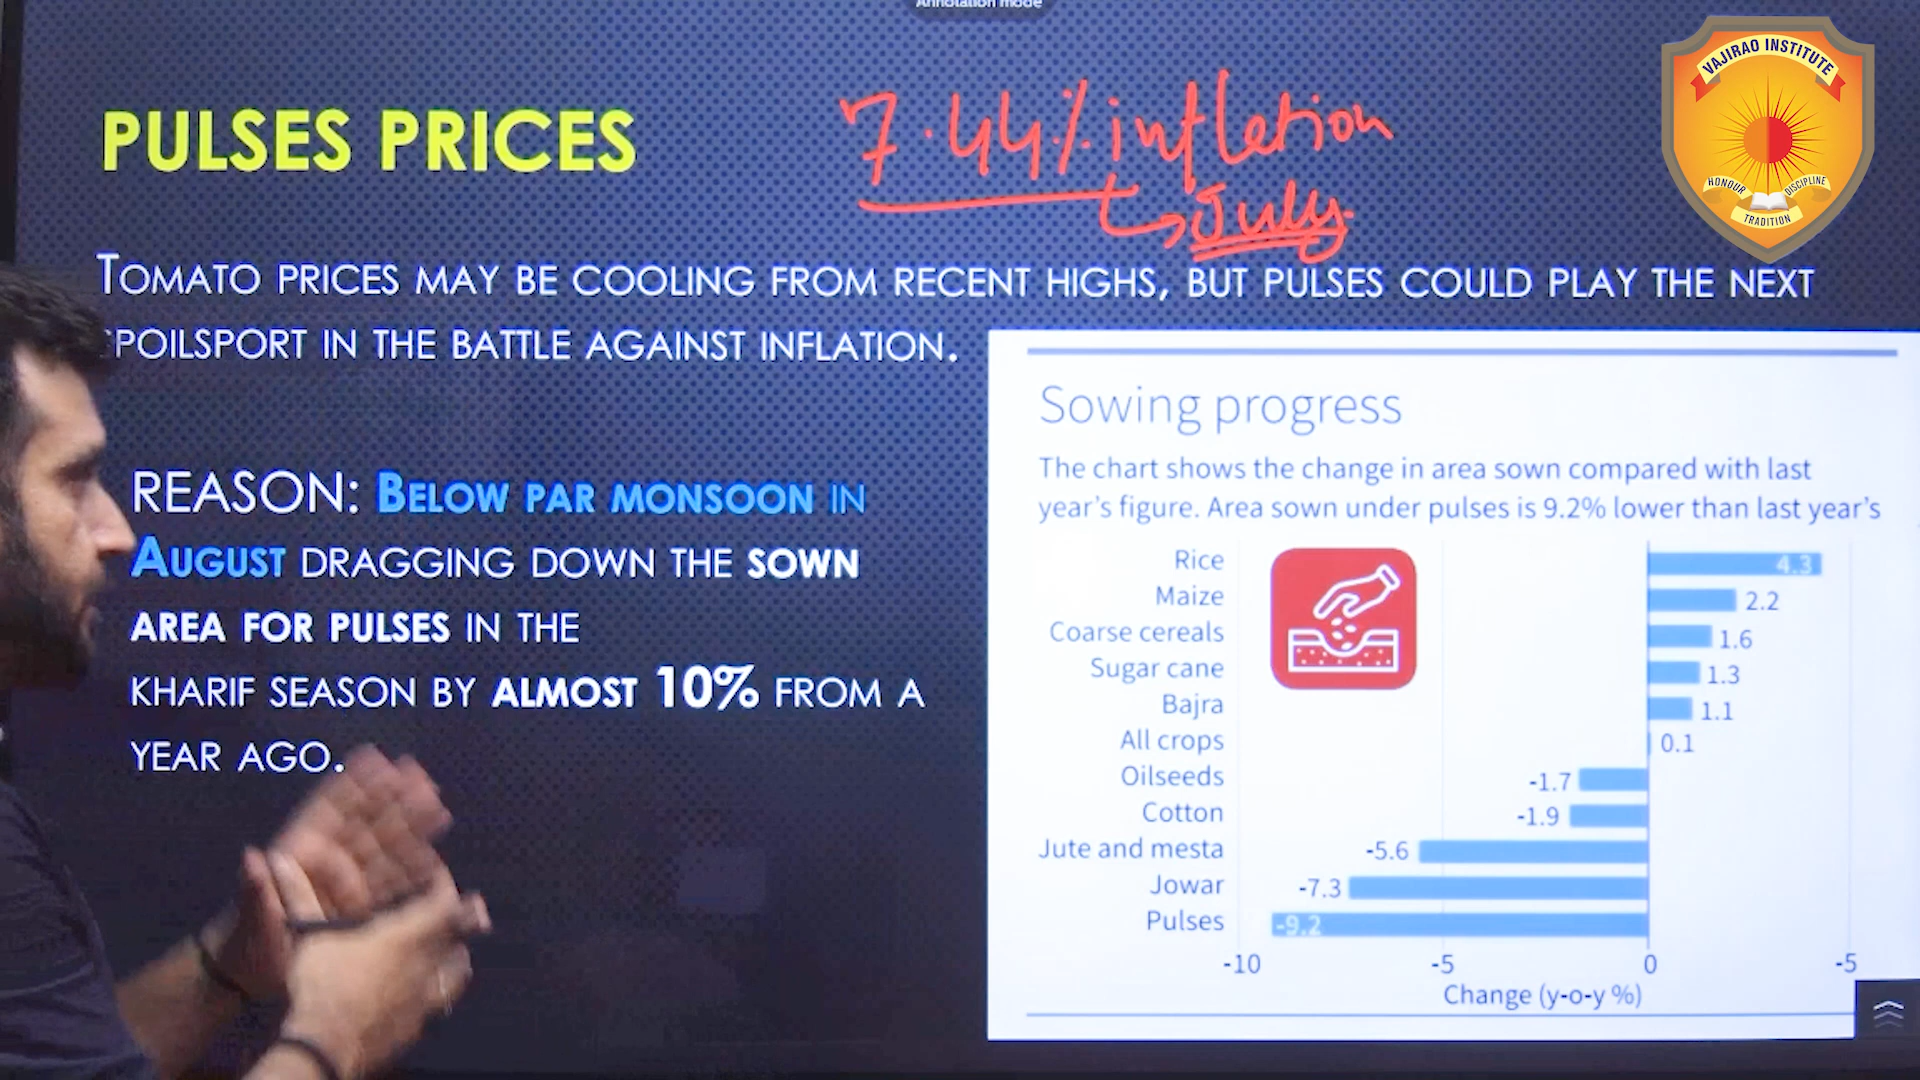 Annotation mode
VAJIRAO INSTITUTE
HONOUR
DISCIPLINE
TRADITION
PULSES PRICES
7.44% infletion
July
TOMATO PRICES MAY BE COOLING FROM RECENT HIGHS, BUT PULSES COULD PLAY THE NEXT
SPOILSPORT IN THE BATTLE AGAINST INFLATION.
REASON: BELOW PAR MONSOON IN
AUGUST DRAGGING DOWN THE SOWN
AREA FOR PULSES IN THE
KHARIF SEASON BY ALMOST 10% FROM A
YEAR AGO.
Sowing progress
The chart shows the change in area sown compared with last
year's figure. Area sown under pulses is 9.2% lower than last year's
Rice 4.3
Maize 2.2
Coarse cereals 1.6
Sugar cane 1.3
Bajra 1.1
All crops 0.1
Oilseeds -1.7
Cotton -1.9
Jute and mesta -5.6
Jowar -7.3
Pulses -9.2
-10 -5 0 -5
Change (y-o-y %)